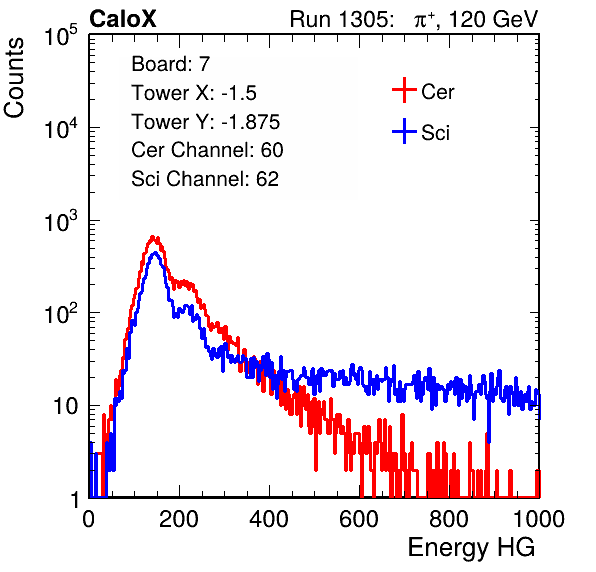 CaloX Run 1305: π⁺, 120 GeV
Counts
10⁵
10⁴
10³
10²
10
1
Board: 7
Tower X: -1.5
Tower Y: -1.875
Cer Channel: 60
Sci Channel: 62
Cer
Sci
0 200 400 600 800 1000
Energy HG